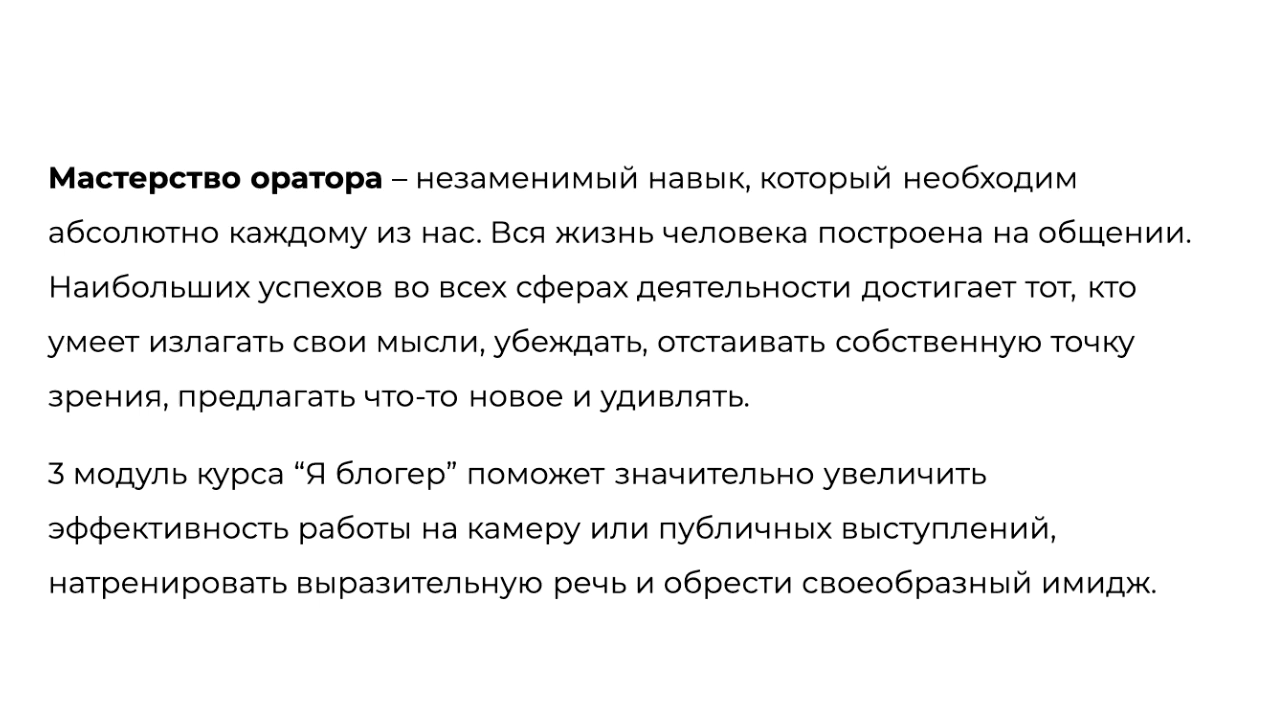 Мастерство оратора – незаменимый навык, который необходим
абсолютно каждому из нас. Вся жизнь человека построена на общении.
Наибольших успехов во всех сферах деятельности достигает тот, кто
умеет излагать свои мысли, убеждать, отстаивать собственную точку
зрения, предлагать что-то новое и удивлять.
3 модуль курса “Я блогер” поможет значительно увеличить
эффективность работы на камеру или публичных выступлений,
натренировать выразительную речь и обрести своеобразный имидж.